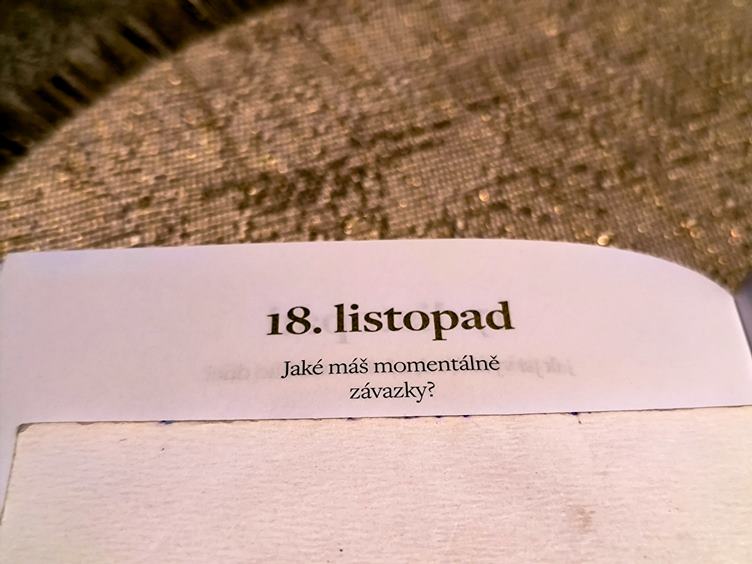 18. listopad
Jaké máš momentálně
závazky?